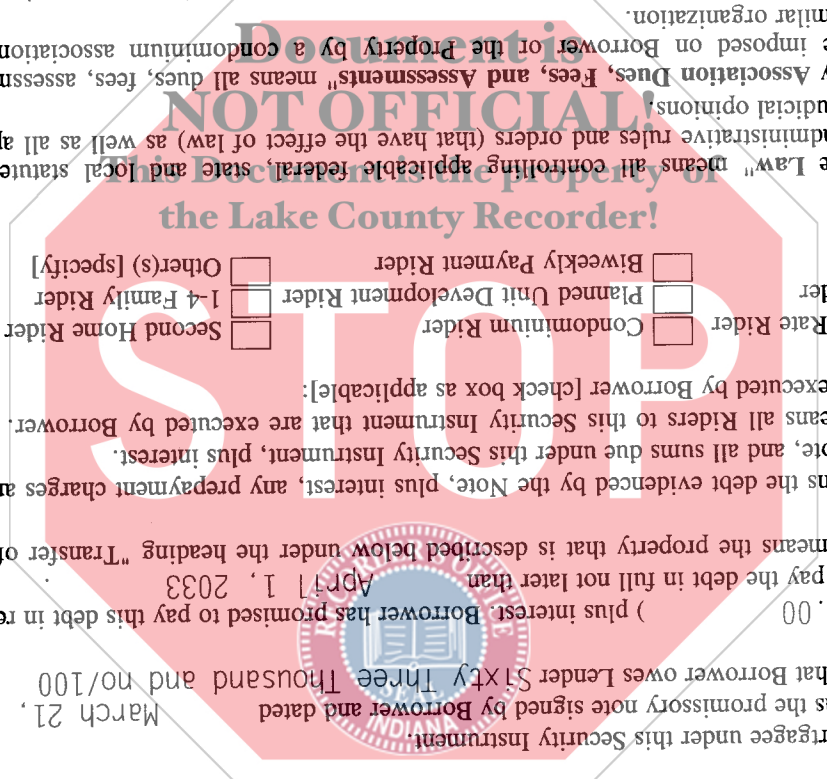 rtgagee under this Security Instrument.
as the promissory note signed by Borrower and dated March 21,
hat Borrower owes Lender Sixty Three Thousand and no/100
.00 ) plus interest. Borrower has promised to pay this debt in re
pay the debt in full not later than April 1, 2033 .
means the property that is described below under the heading "Transfer of
ns the debt evidenced by the Note, plus interest, any prepayment charges an
ote, and all sums due under this Security Instrument, plus interest.
eans all Riders to this Security Instrument that are executed by Borrower.
executed by Borrower [check box as applicable]:
Rate Rider Condominium Rider Second Home Rider
der Planned Unit Development Rider 1-4 Family Rider
Biweekly Payment Rider Other(s) [specify]
e Law" means all controlling applicable federal, state and local statute
dministrative rules and orders (that have the effect of law) as well as all ap
udicial opinions.
y Association Dues, Fees, and Assessments" means all dues, fees, assessm
e imposed on Borrower or the Property by a condominium association
milar organization.
Document is
NOT OFFICIAL!
This Document is the property of
the Lake County Recorder!
STOP
RECORDER'S OFFICE
SEAL
INDIANA